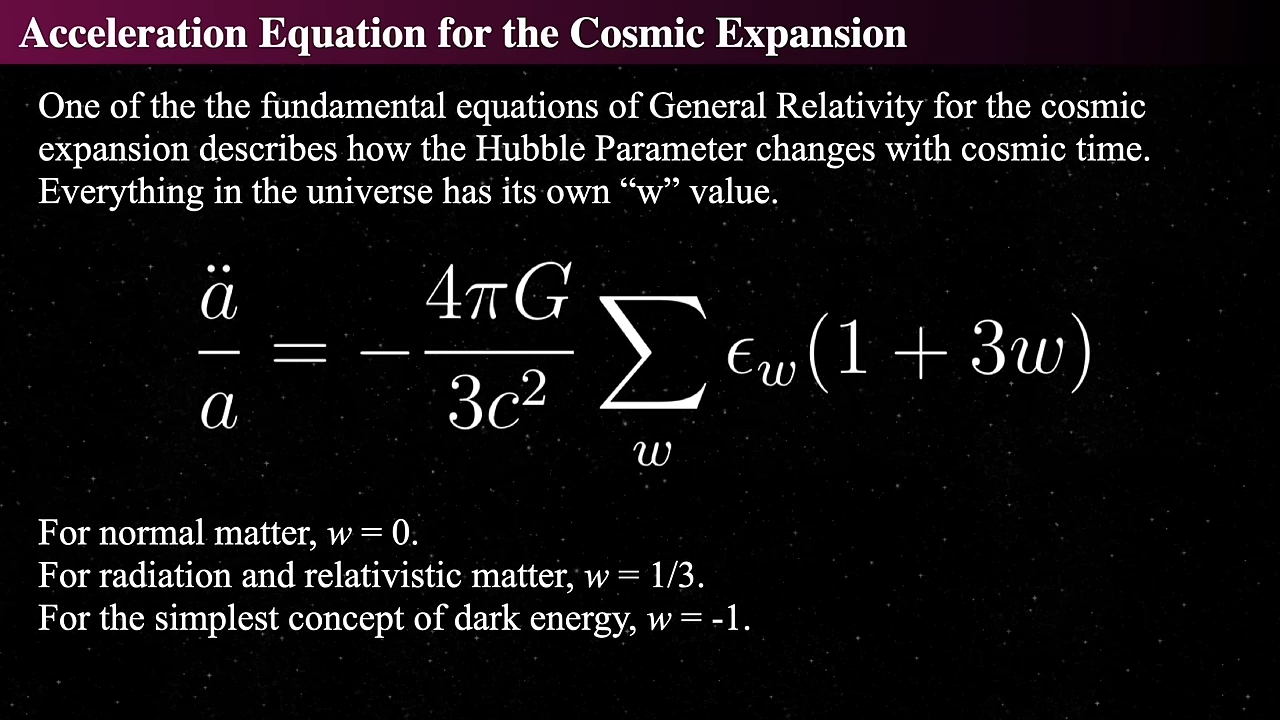 Acceleration Equation for the Cosmic Expansion
One of the the fundamental equations of General Relativity for the cosmic
expansion describes how the Hubble Parameter changes with cosmic time.
Everything in the universe has its own “w” value.
ä/a = − 4πG/3c² ∑_w ϵ_w(1 + 3w)
For normal matter, w = 0.
For radiation and relativistic matter, w = 1/3.
For the simplest concept of dark energy, w = -1.